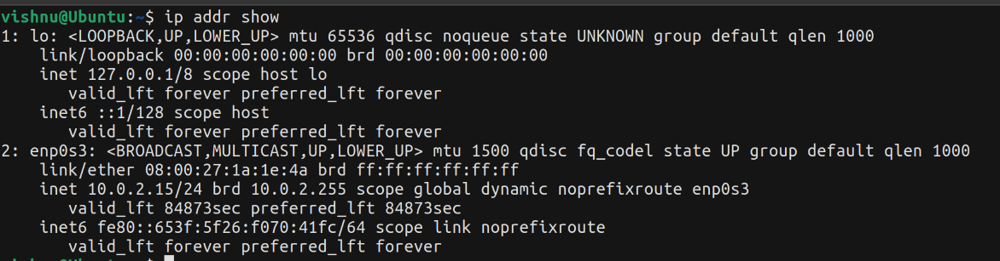 vishnu@Ubuntu:~$ ip addr show
1: lo: <LOOPBACK,UP,LOWER_UP> mtu 65536 qdisc noqueue state UNKNOWN group default qlen 1000
    link/loopback 00:00:00:00:00:00 brd 00:00:00:00:00:00
    inet 127.0.0.1/8 scope host lo
       valid_lft forever preferred_lft forever
    inet6 ::1/128 scope host
       valid_lft forever preferred_lft forever
2: enp0s3: <BROADCAST,MULTICAST,UP,LOWER_UP> mtu 1500 qdisc fq_codel state UP group default qlen 1000
    link/ether 08:00:27:1a:1e:4a brd ff:ff:ff:ff:ff:ff
    inet 10.0.2.15/24 brd 10.0.2.255 scope global dynamic noprefixroute enp0s3
       valid_lft 84873sec preferred_lft 84873sec
    inet6 fe80::653f:5f26:f070:41fc/64 scope link noprefixroute
       valid_lft forever preferred_lft forever